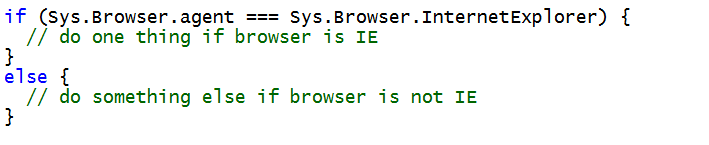 if (Sys.Browser.agent === Sys.Browser.InternetExplorer) {
  // do one thing if browser is IE
}
else {
  // do something else if browser is not IE
}